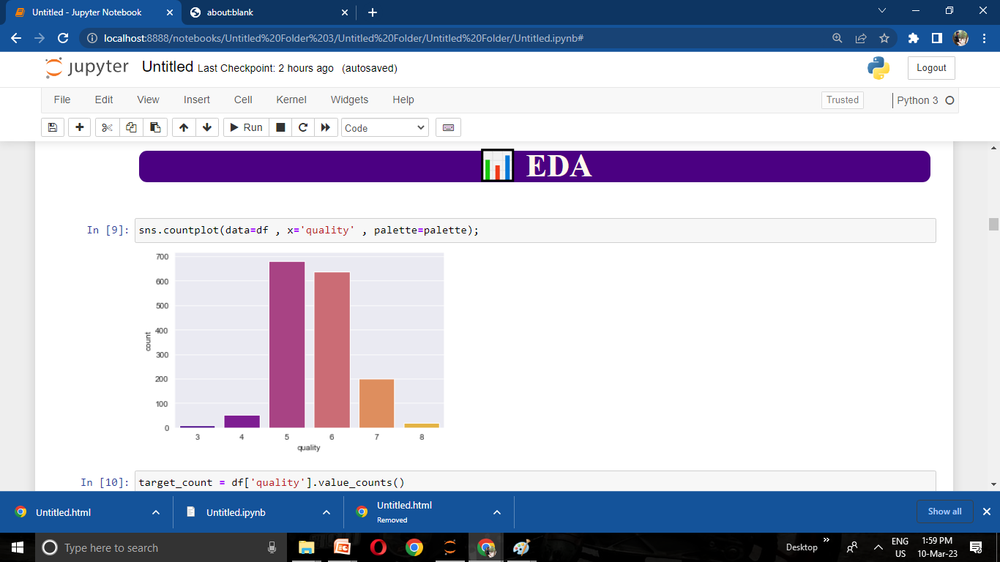 Untitled - Jupyter Notebook
about:blank
localhost:8888/notebooks/Untitled%20Folder%203/Untitled%20Folder/Untitled%20Folder/Untitled.ipynb#
jupyter Untitled Last Checkpoint: 2 hours ago (autosaved)
Logout
File Edit View Insert Cell Kernel Widgets Help
Trusted
Python 3
Run
Code
EDA
In [9]: sns.countplot(data=df , x='quality' , palette=palette);
700
600
500
400
300
200
100
0
count
3 4 5 6 7 8
quality
In [10]: target_count = df['quality'].value_counts()
Untitled.html
Untitled.ipynb
Untitled.html
Removed
Show all
Type here to search
Desktop
ENG
US
1:59 PM
10-Mar-23